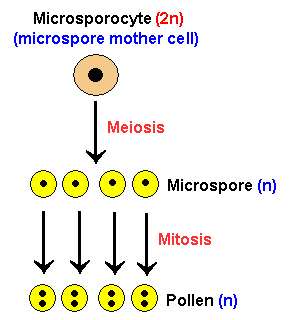 Microsporocyte (2n)
(microspore mother cell)
Meiosis
Microspore (n)
Mitosis
Pollen (n)